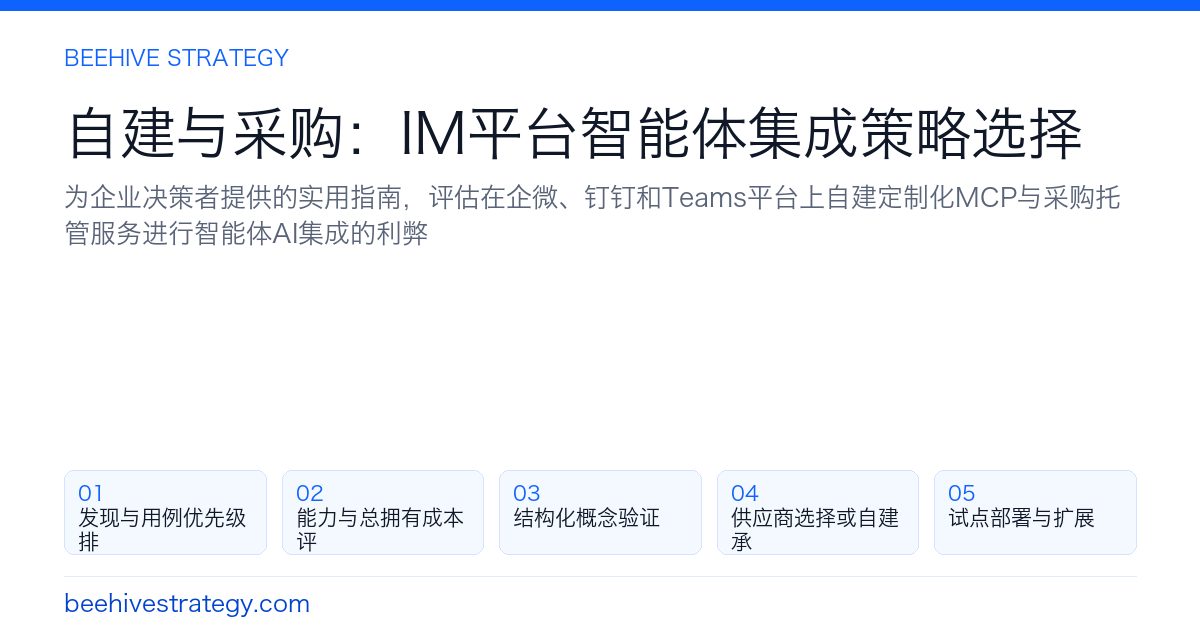 BEEHIVE STRATEGY
自建与采购：IM平台智能体集成策略选择
为企业决策者提供的实用指南，评估在企微、钉钉和Teams平台上自建定制化MCP与采购托
管服务进行智能体AI集成的利弊
01
发现与用例优先级
排
02
能力与总拥有成本
评
03
结构化概念验证
04
供应商选择或自建
承
05
试点部署与扩展
beehivestrategy.com